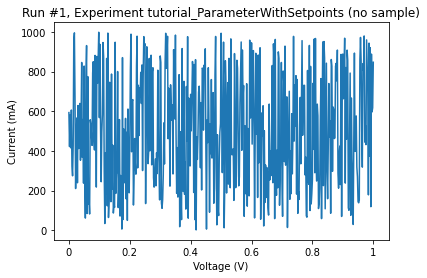 Run #1, Experiment tutorial_ParameterWithSetpoints (no sample)
1000
800
600
400
200
0
Current (mA)
0 0.2 0.4 0.6 0.8 1
Voltage (V)